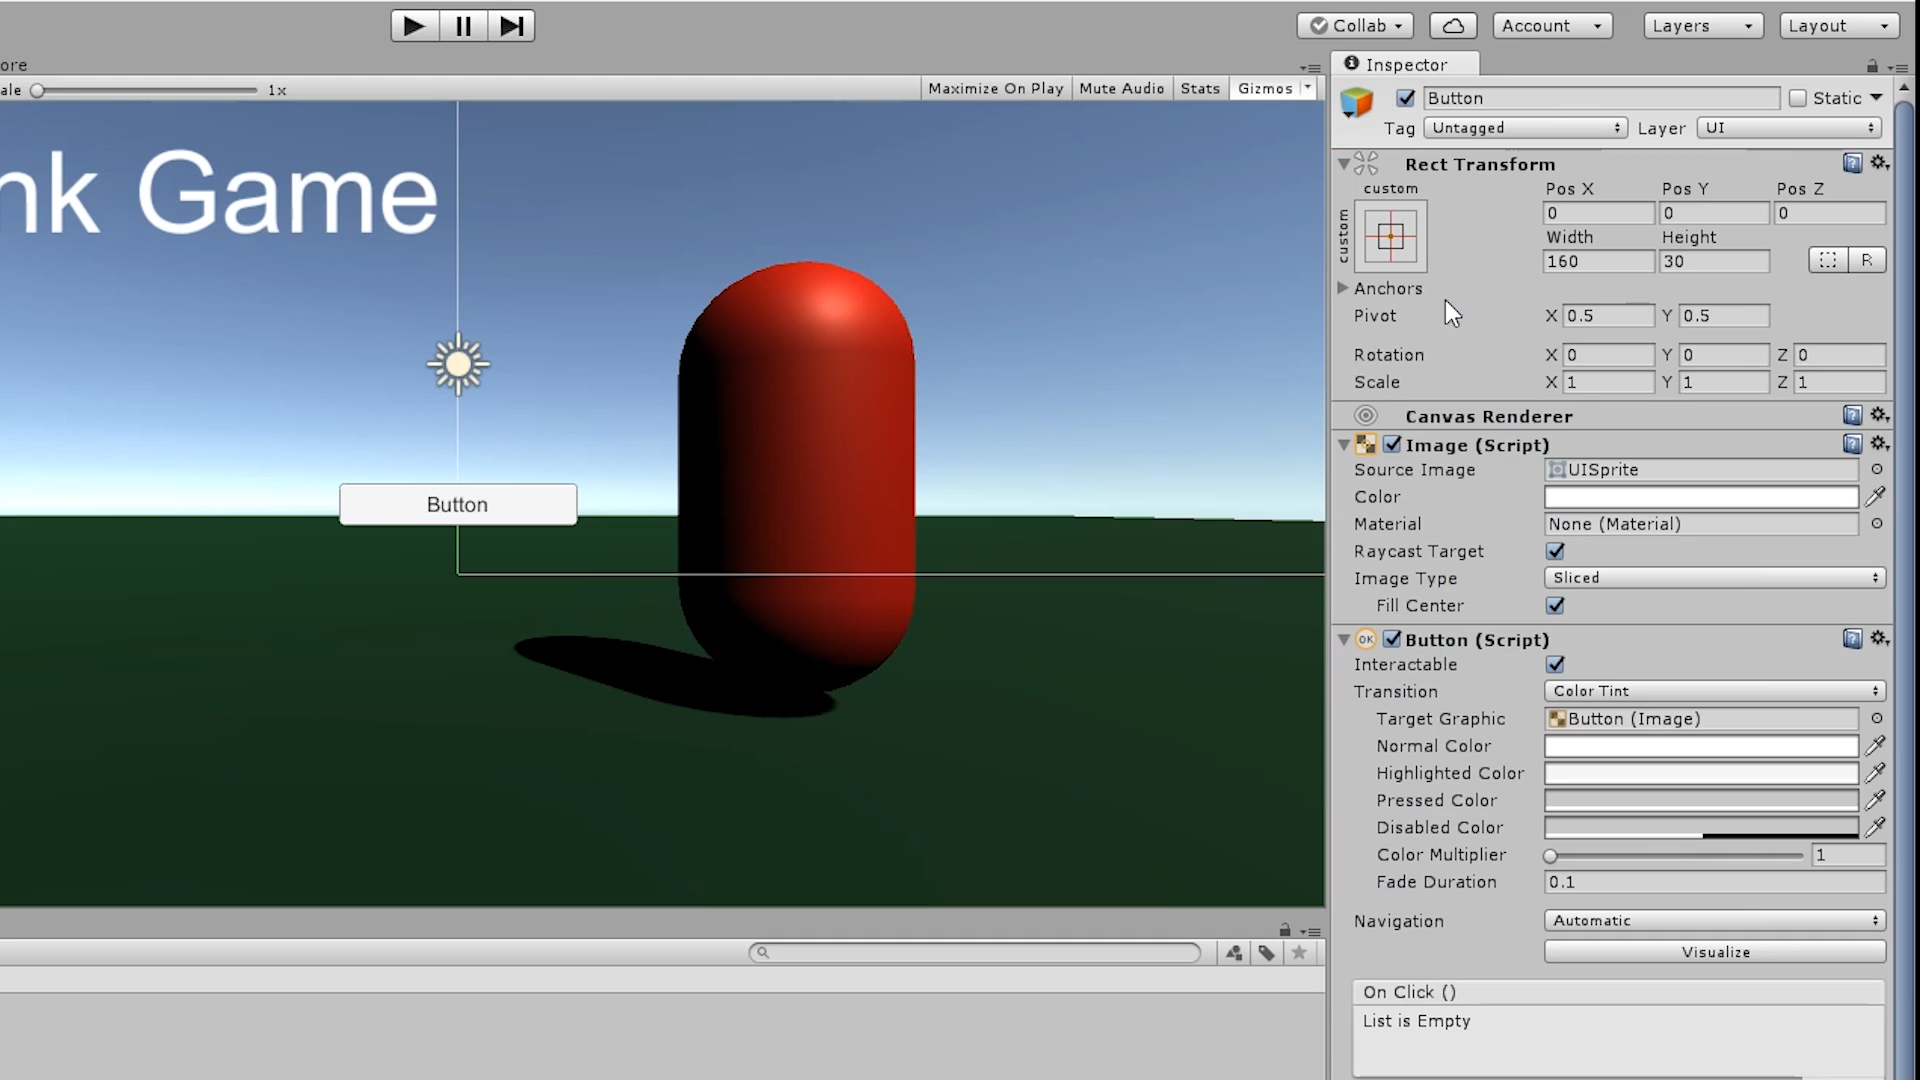 Collab
Account
Layers
Layout
ore
ale 1x
Maximize On Play Mute Audio Stats Gizmos
Inspector
Button
Static
Tag Untagged Layer UI
nk Game
Rect Transform
custom
custom
Pos X Pos Y Pos Z
0 0 0
Width Height
160 30 R
Anchors
Pivot X 0.5 Y 0.5
Rotation X 0 Y 0 Z 0
Scale X 1 Y 1 Z 1
Canvas Renderer
Image (Script)
Source Image UISprite
Color
Material None (Material)
Raycast Target
Image Type Sliced
Fill Center
Button
OK Button (Script)
Interactable
Transition Color Tint
Target Graphic Button (Image)
Normal Color
Highlighted Color
Pressed Color
Disabled Color
Color Multiplier 1
Fade Duration 0.1
Navigation Automatic
Visualize
On Click ()
List is Empty